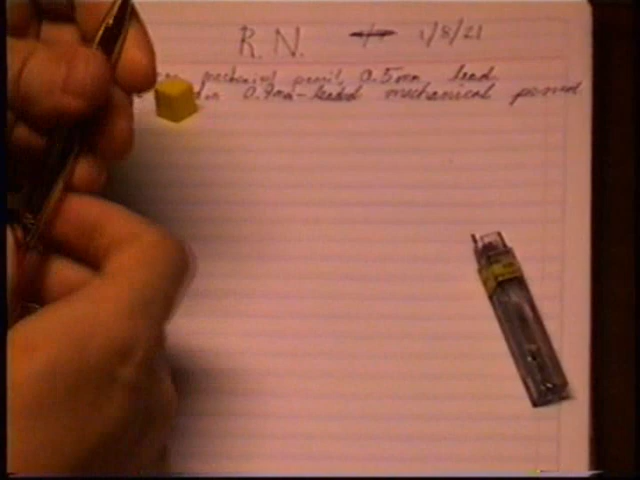 R. N. 1/8/21
mechanical pencil, 0.5mm lead.
0.9mm-leaded mechanical pencil